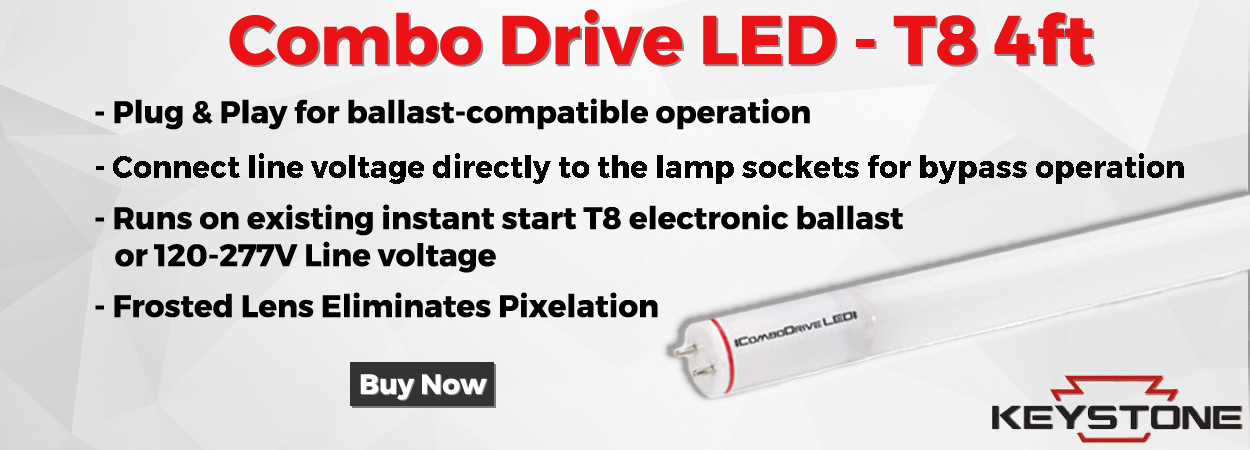 Combo Drive LED - T8 4ft
- Plug & Play for ballast-compatible operation
- Connect line voltage directly to the lamp sockets for bypass operation
- Runs on existing instant start T8 electronic ballast
or 120-277V Line voltage
- Frosted Lens Eliminates Pixelation
COMBODRIVE LED
Buy Now
KEYSTONE